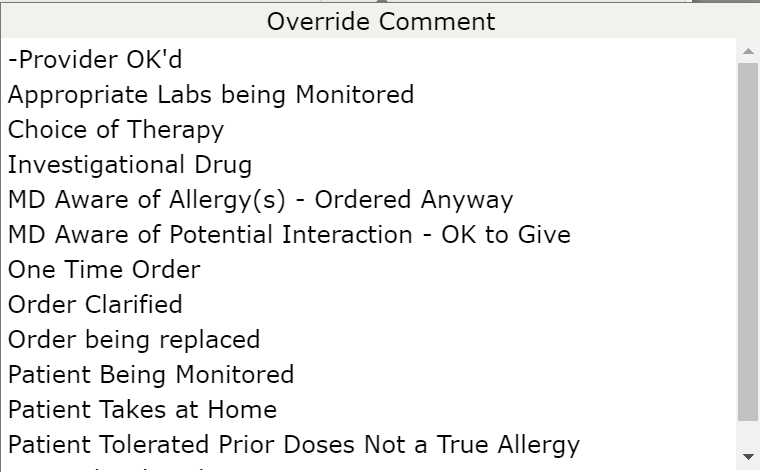 Override Comment
-Provider OK'd
Appropriate Labs being Monitored
Choice of Therapy
Investigational Drug
MD Aware of Allergy(s) - Ordered Anyway
MD Aware of Potential Interaction - OK to Give
One Time Order
Order Clarified
Order being replaced
Patient Being Monitored
Patient Takes at Home
Patient Tolerated Prior Doses Not a True Allergy